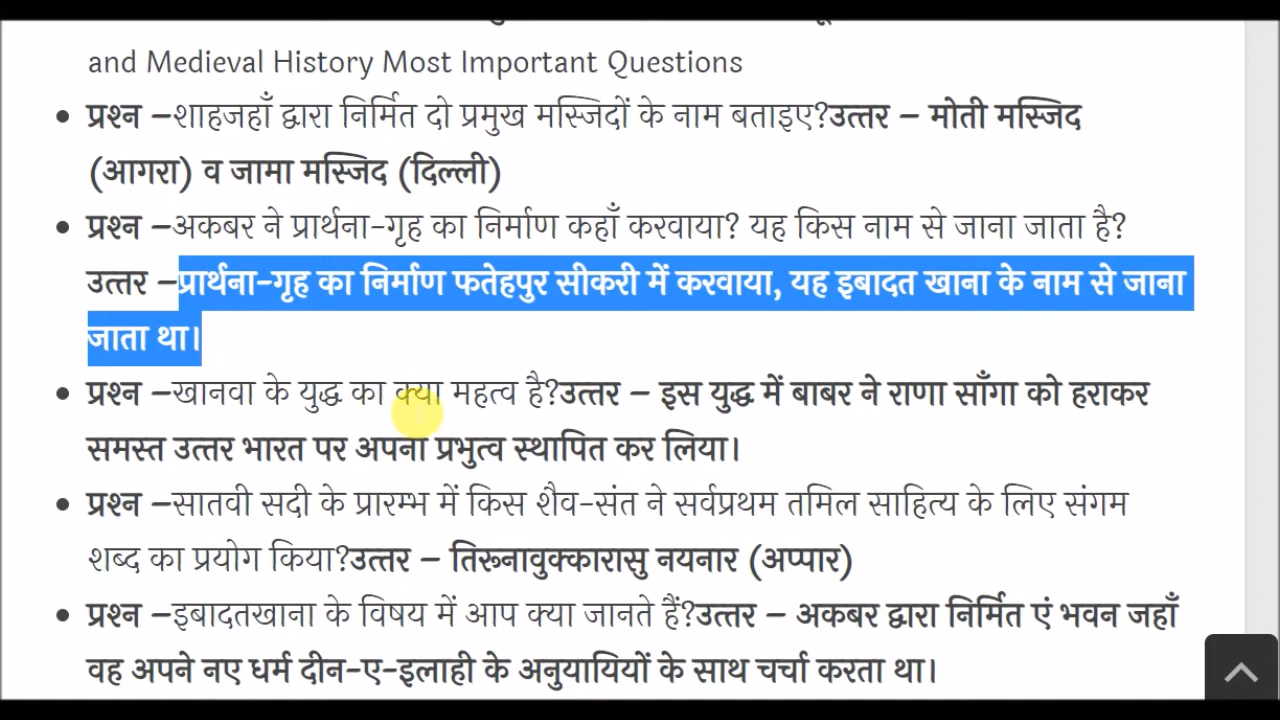 and Medieval History Most Important Questions
प्रश्न –शाहजहाँ द्वारा निर्मित दो प्रमुख मस्जिदों के नाम बताइए?उत्तर – मोती मस्जिद
(आगरा) व जामा मस्जिद (दिल्ली)
प्रश्न –अकबर ने प्रार्थना-गृह का निर्माण कहाँ करवाया? यह किस नाम से जाना जाता है?
उत्तर –प्रार्थना-गृह का निर्माण फतेहपुर सीकरी में करवाया, यह इबादत खाना के नाम से जाना
जाता था।
प्रश्न –खानवा के युद्ध का क्या महत्व है?उत्तर – इस युद्ध में बाबर ने राणा साँगा को हराकर
समस्त उत्तर भारत पर अपना प्रभुत्व स्थापित कर लिया।
प्रश्न –सातवी सदी के प्रारम्भ में किस शैव-संत ने सर्वप्रथम तमिल साहित्य के लिए संगम
शब्द का प्रयोग किया?उत्तर – तिरूनावुक्कारासु नयनार (अप्पार)
प्रश्न –इबादतखाना के विषय में आप क्या जानते हैं?उत्तर – अकबर द्वारा निर्मित एं भवन जहाँ
वह अपने नए धर्म दीन-ए-इलाही के अनुयायियों के साथ चर्चा करता था।